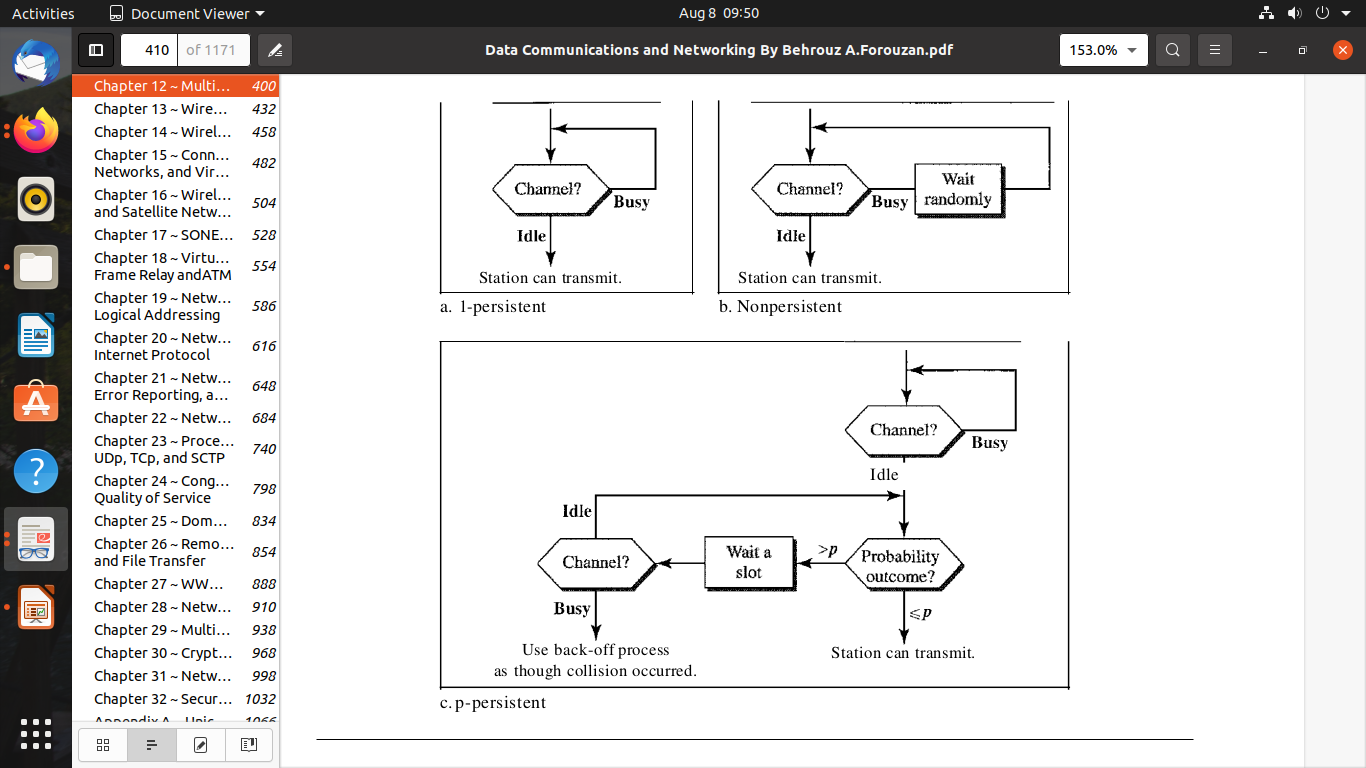 Activities
Document Viewer
Aug 8 09:50
410 of 1171
Data Communications and Networking By Behrouz A.Forouzan.pdf
153.0%
Chapter 12 ~ Multi… 400
Chapter 13 ~ Wire… 432
Chapter 14 ~ Wirel… 458
Chapter 15 ~ Conn…
Networks, and Vir… 482
Chapter 16 ~ Wirel…
and Satellite Netw… 504
Chapter 17 ~ SONE… 528
Chapter 18 ~ Virtu…
Frame Relay andATM 554
Chapter 19 ~ Netw…
Logical Addressing 586
Chapter 20 ~ Netw…
Internet Protocol 616
Chapter 21 ~ Netw…
Error Reporting, a… 648
Chapter 22 ~ Netw… 684
Chapter 23 ~ Proce…
UDp, TCp, and SCTP 740
Chapter 24 ~ Cong…
Quality of Service 798
Chapter 25 ~ Dom… 834
Chapter 26 ~ Remo…
and File Transfer 854
Chapter 27 ~ WW… 888
Chapter 28 ~ Netw… 910
Chapter 29 ~ Multi… 938
Chapter 30 ~ Crypt… 968
Chapter 31 ~ Netw… 998
Chapter 32 ~ Secur… 1032
Appendix A ~ Unic… 1066
Channel?
Busy
Idle
Station can transmit.
a. 1-persistent
Channel?
Busy
Wait
randomly
Idle
Station can transmit.
b. Nonpersistent
Channel?
Busy
Idle
Idle
Channel?
Wait a
slot
>p
Probability
outcome?
Busy
⩽p
Use back-off process
as though collision occurred.
Station can transmit.
c. p-persistent